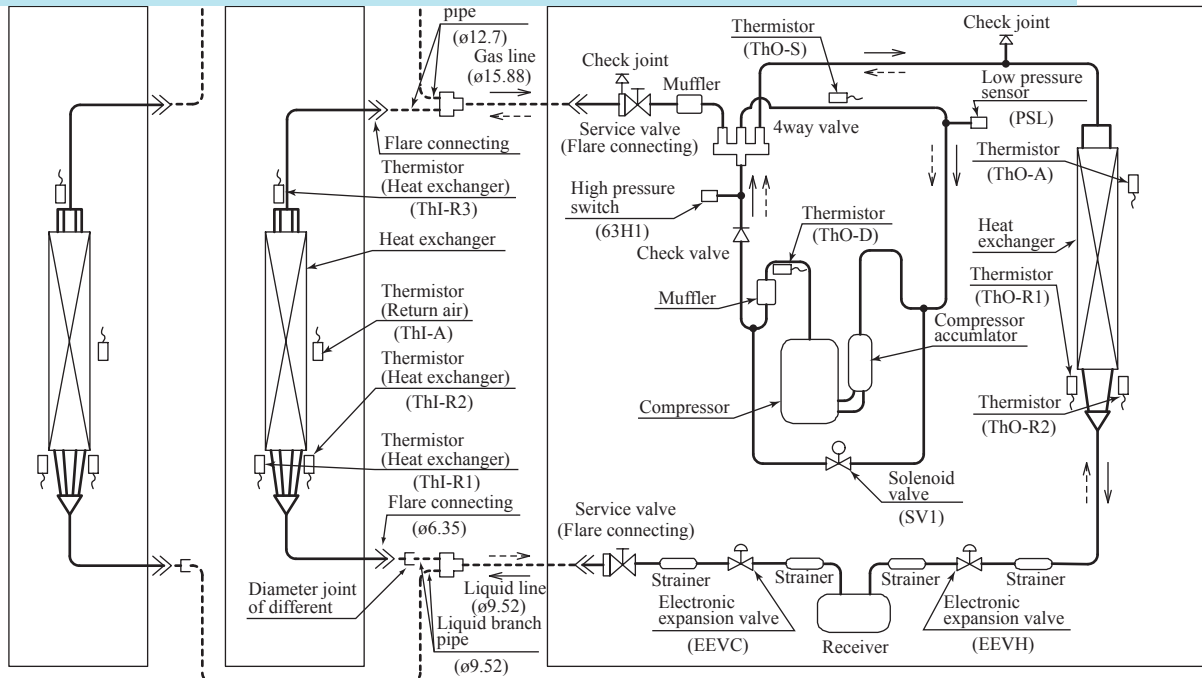 pipe
(ø12.7)
Gas line
(ø15.88)
Flare connecting
Thermistor
(Heat exchanger)
(ThI-R3)
Heat exchanger
Thermistor
(Return air)
(ThI-A)
Thermistor
(Heat exchanger)
(ThI-R2)
Thermistor
(Heat exchanger)
(ThI-R1)
Flare connecting
(ø6.35)
Diameter joint
of different
Liquid line
(ø9.52)
Liquid branch
pipe
(ø9.52)
Check joint
Muffler
Service valve
(Flare connecting)
Thermistor
(ThO-S)
4way valve
Check joint
Low pressure
sensor
(PSL)
Thermistor
(ThO-A)
Heat
exchanger
Thermistor
(ThO-R1)
Thermistor
(ThO-R2)
High pressure
switch
(63H1)
Check valve
Thermistor
(ThO-D)
Muffler
Compressor
accumlator
Compressor
Solenoid
valve
(SV1)
Service valve
(Flare connecting)
Strainer
Strainer
Strainer
Strainer
Electronic
expansion valve
(EEVC)
Receiver
Electronic
expansion valve
(EEVH)